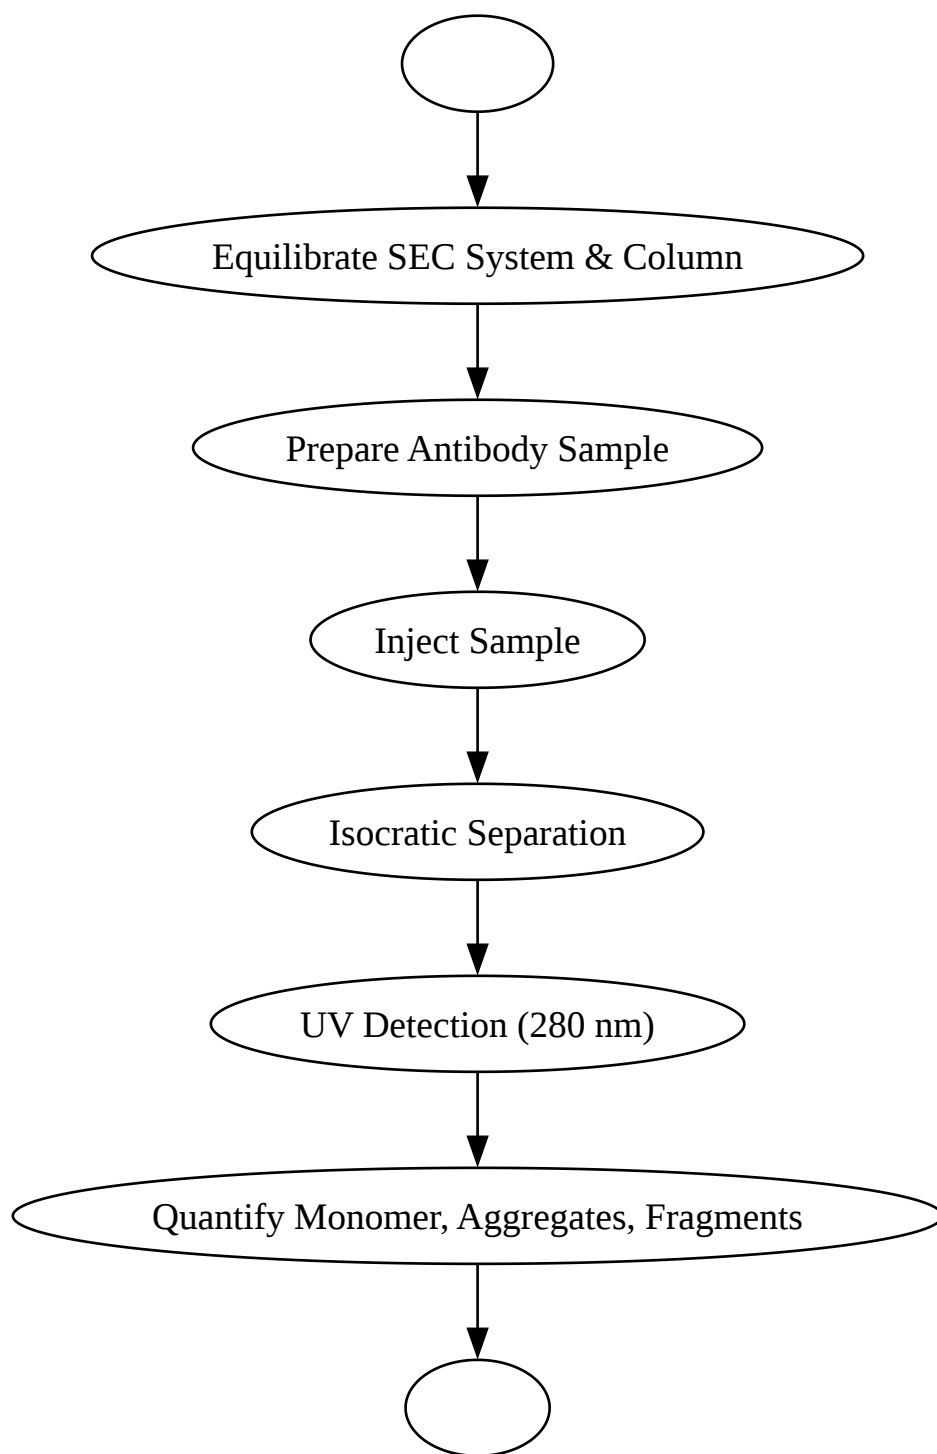 Equilibrate SEC System & Column
Prepare Antibody Sample
Inject Sample
Isocratic Separation
UV Detection (280 nm)
Quantify Monomer, Aggregates, Fragments